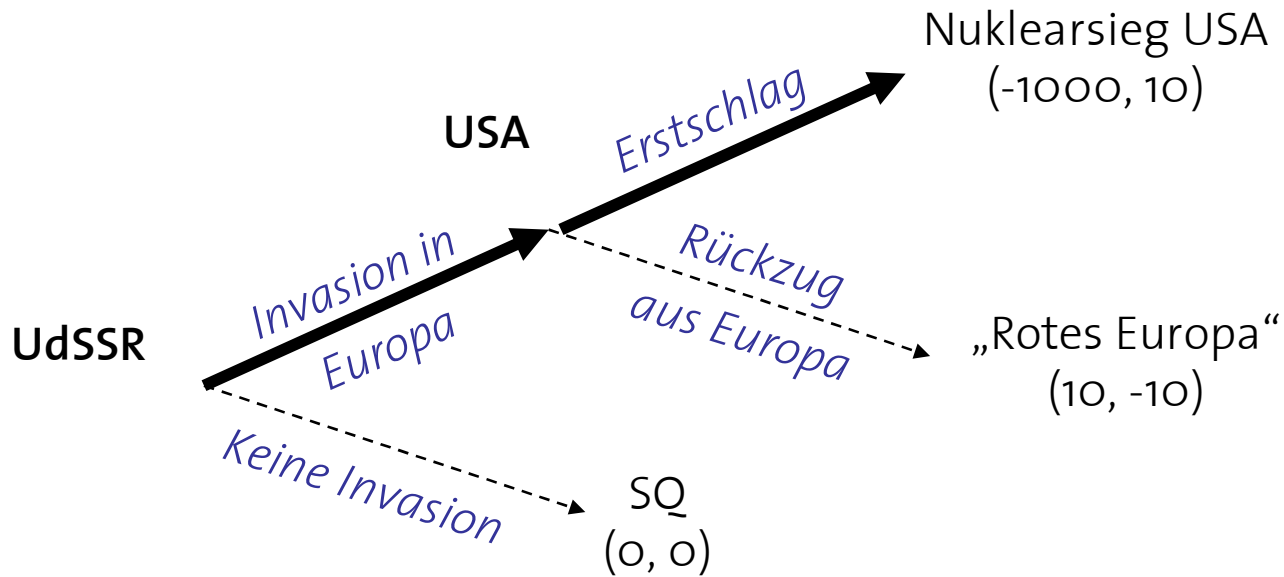 Nuklearsieg USA
(-1000, 10)
USA
Erstschlag
Invasion in
Europa
Rückzug
aus Europa
UdSSR
„Rotes Europa“
(10, -10)
Keine Invasion
SQ
(0, 0)